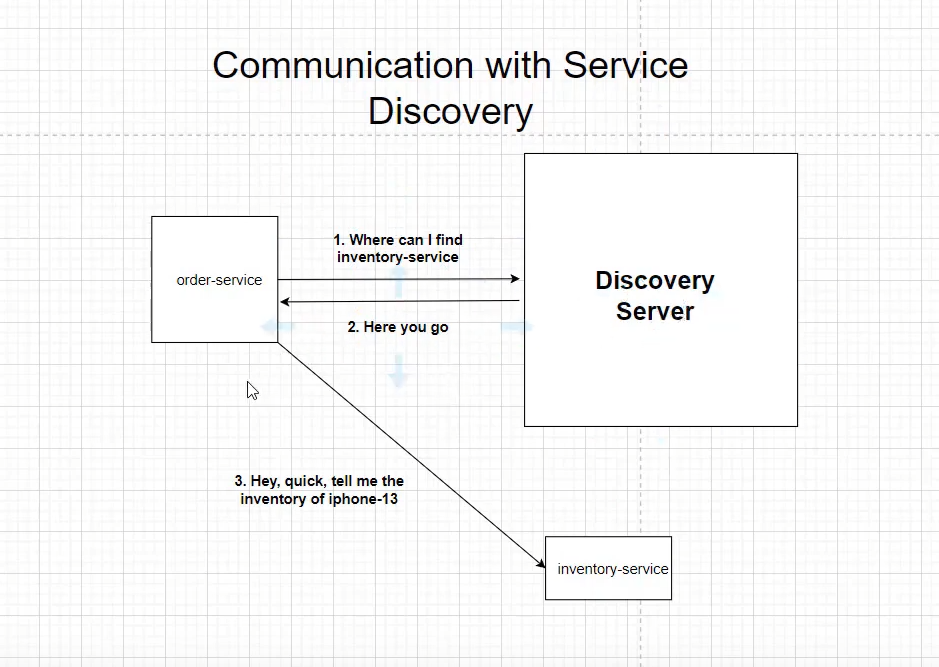 Communication with Service
Discovery
1. Where can I find
inventory-service
order-service
Discovery
Server
2. Here you go
3. Hey, quick, tell me the
inventory of iphone-13
inventory-service